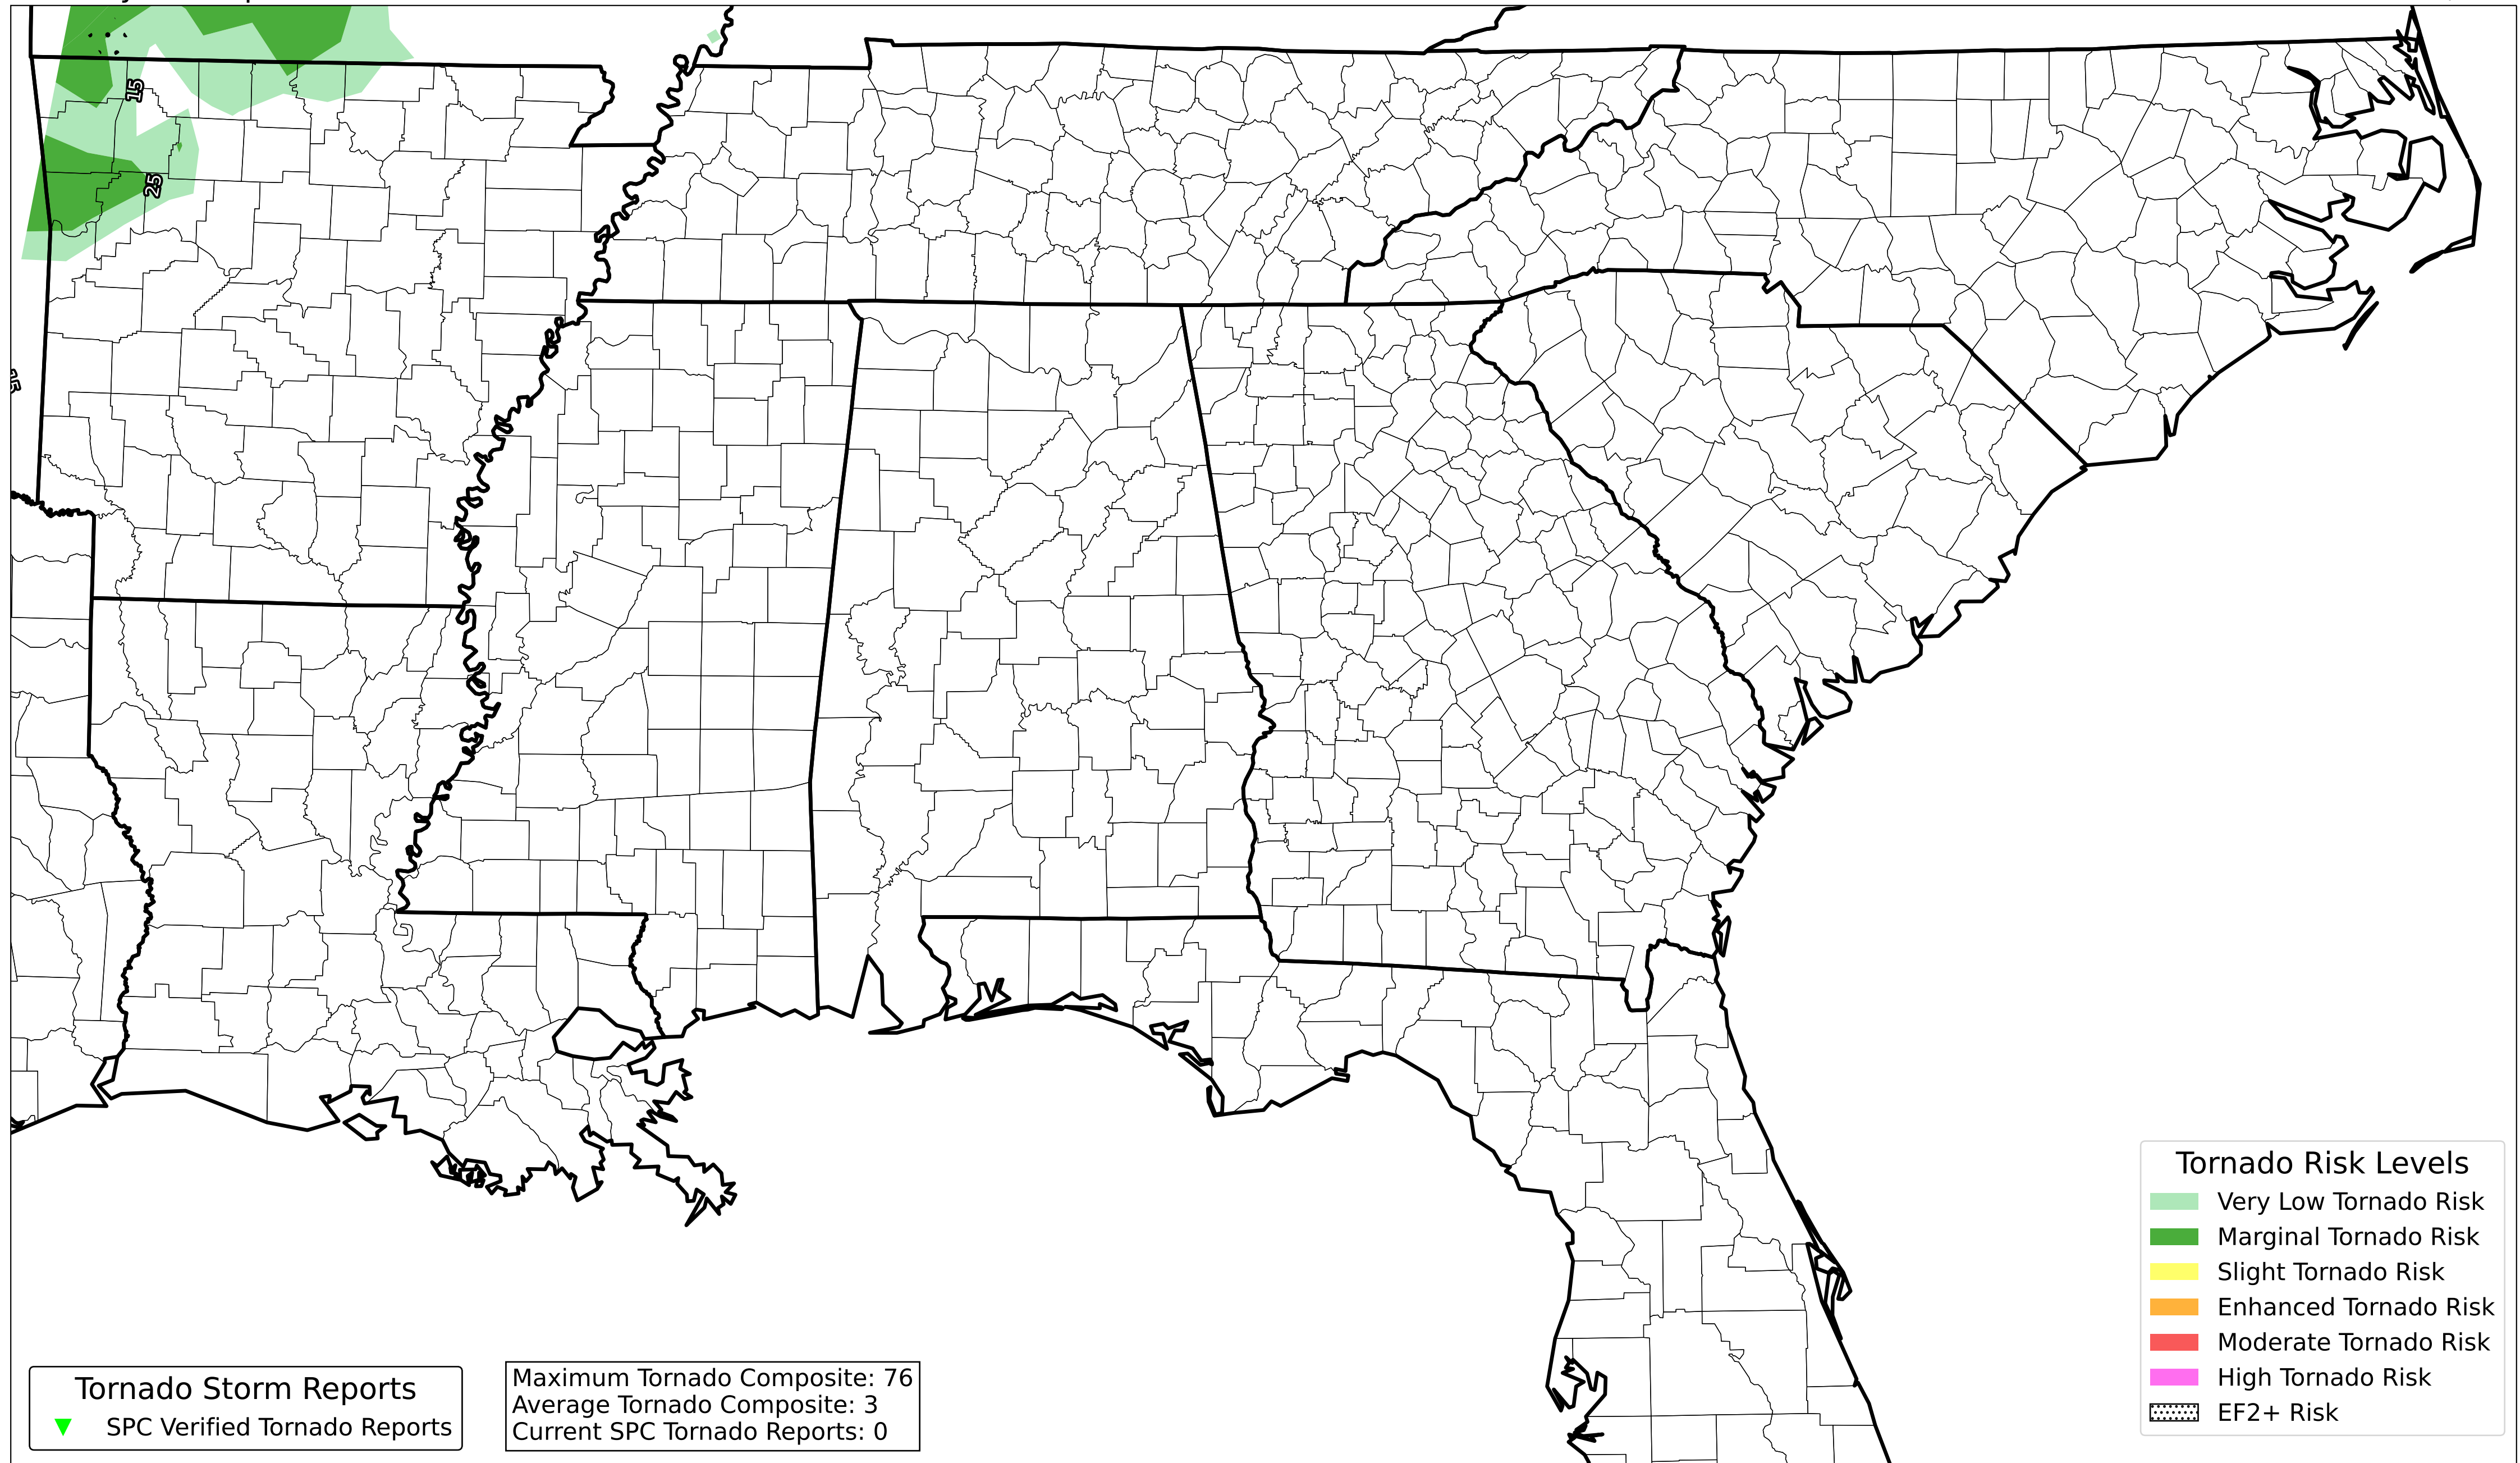 15
25
Tornado Risk Levels
Very Low Tornado Risk
Marginal Tornado Risk
Slight Tornado Risk
Enhanced Tornado Risk
Moderate Tornado Risk
High Tornado Risk
EF2+ Risk
Tornado Storm Reports
SPC Verified Tornado Reports
Maximum Tornado Composite: 76
Average Tornado Composite: 3
Current SPC Tornado Reports: 0